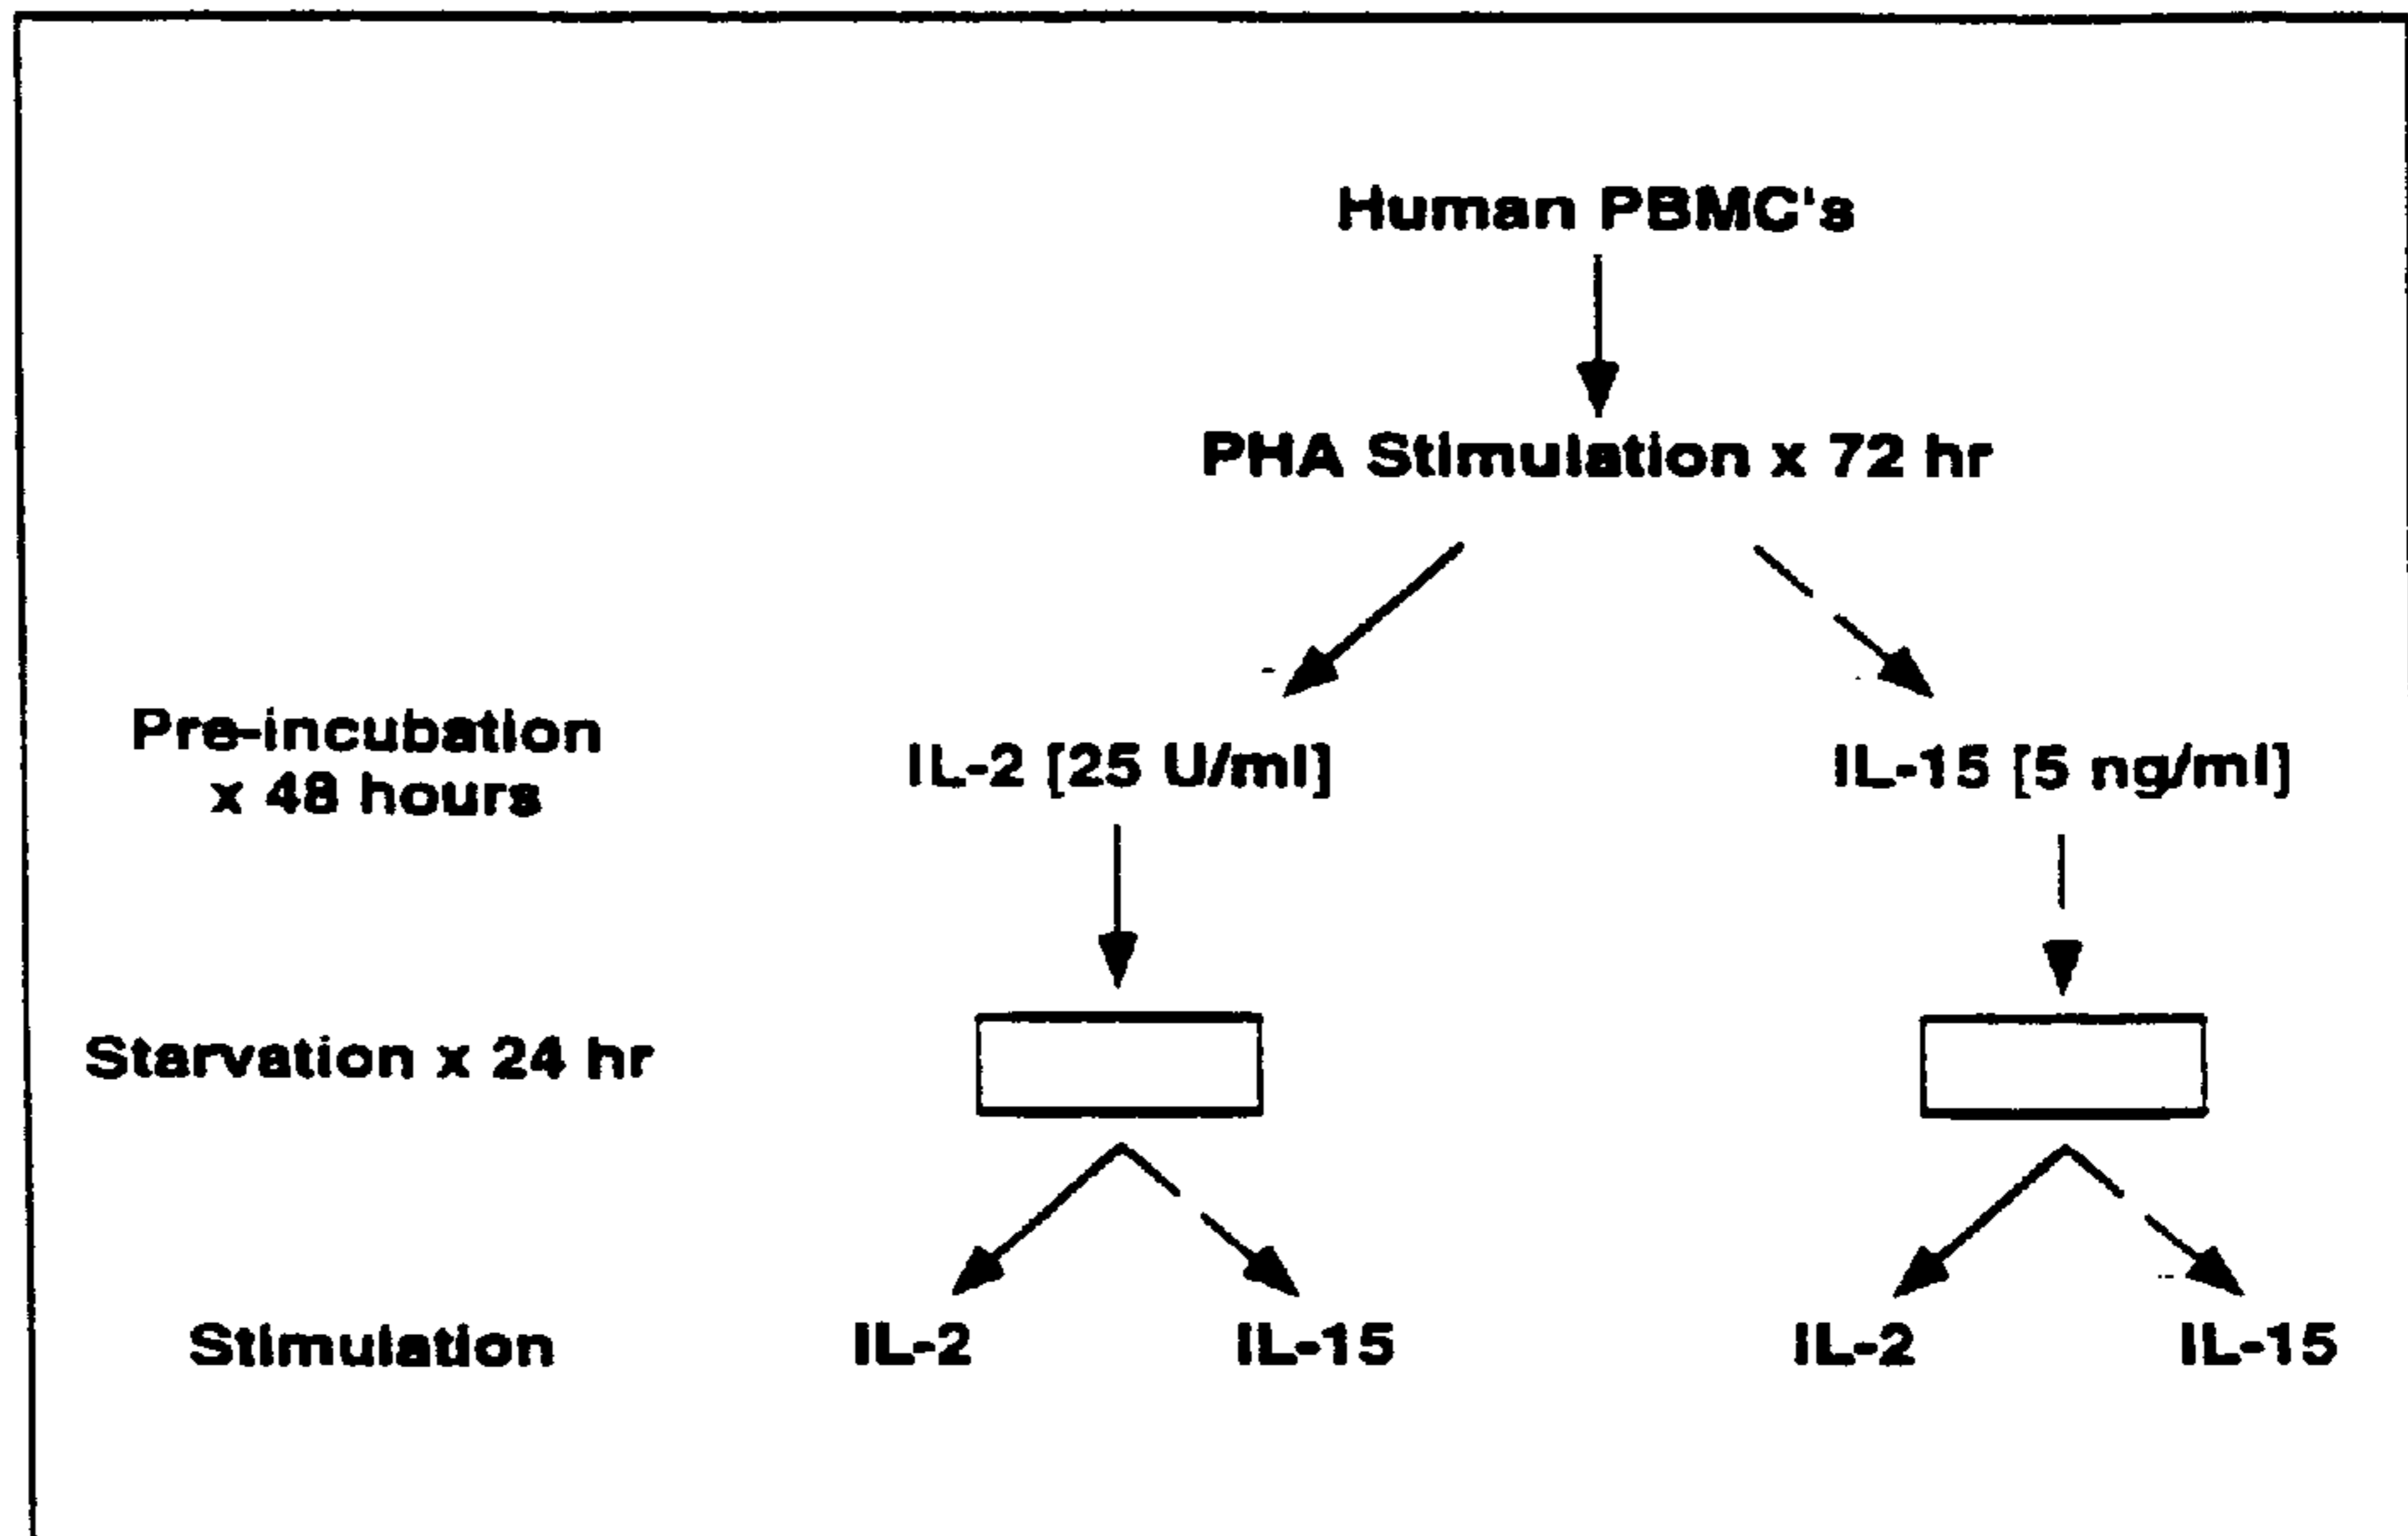 Human PBMC's
PHA Stimulation x 72 hr
Pre-incubation
x 48 hours
IL-2 [25 U/ml]
IL-15 [5 ng/ml]
Starvation x 24 hr
Stimulation
IL-2
IL-15
IL-2
IL-15